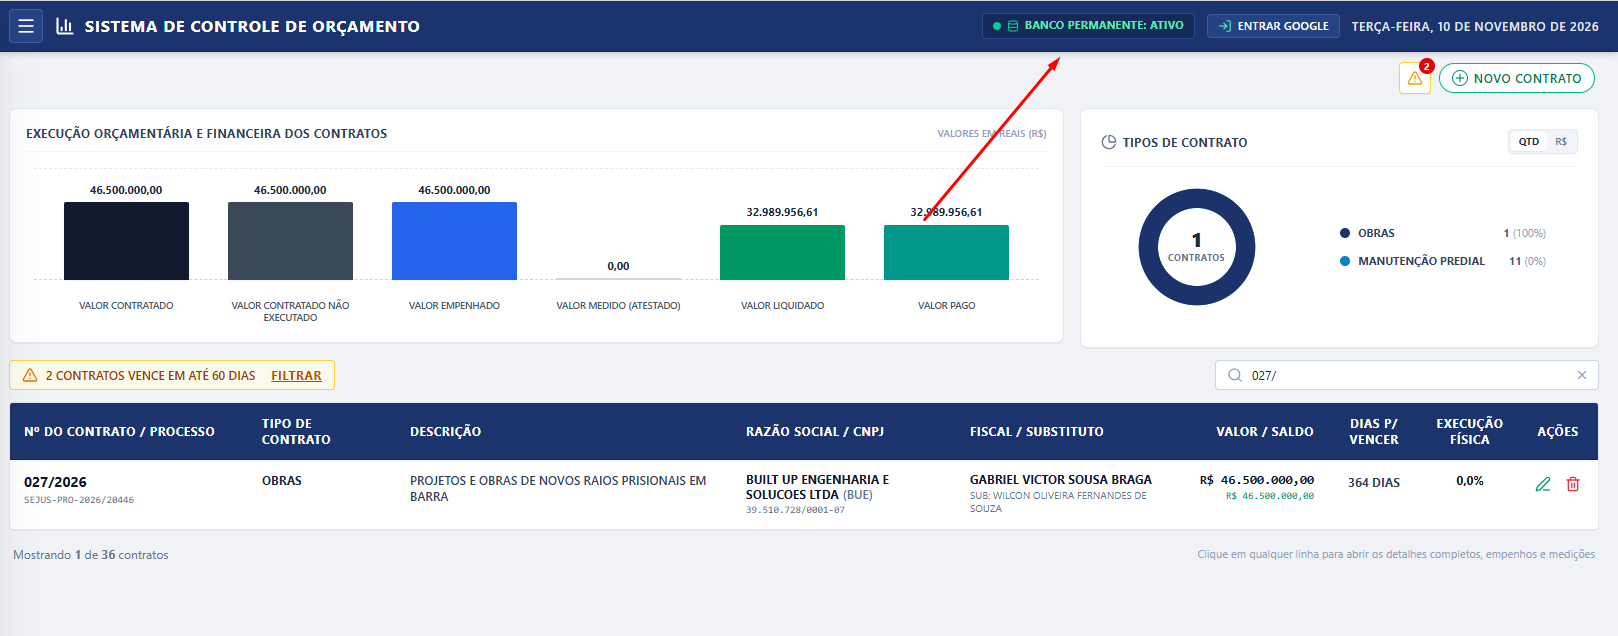 SISTEMA DE CONTROLE DE ORÇAMENTO
BANCO PERMANENTE: ATIVO
ENTRAR GOOGLE
TERÇA-FEIRA, 10 DE NOVEMBRO DE 2026
2
NOVO CONTRATO
EXECUÇÃO ORÇAMENTÁRIA E FINANCEIRA DOS CONTRATOS
VALORES EM REAIS (R$)
46.500.000,00
46.500.000,00
46.500.000,00
0,00
32.989.956,61
32.989.956,61
VALOR CONTRATADO
VALOR CONTRATADO NÃO
EXECUTADO
VALOR EMPENHADO
VALOR MEDIDO (ATESTADO)
VALOR LIQUIDADO
VALOR PAGO
TIPOS DE CONTRATO
QTD
R$
1
CONTRATOS
OBRAS 1 (100%)
MANUTENÇÃO PREDIAL 11 (0%)
2 CONTRATOS VENCE EM ATÉ 60 DIAS FILTRAR
027/
Nº DO CONTRATO / PROCESSO
TIPO DE
CONTRATO
DESCRIÇÃO
RAZÃO SOCIAL / CNPJ
FISCAL / SUBSTITUTO
VALOR / SALDO
DIAS P/
VENCER
EXECUÇÃO
FÍSICA
AÇÕES
027/2026
SEJUS-PRO-2026/20446
OBRAS
PROJETOS E OBRAS DE NOVOS RAIOS PRISIONAIS EM
BARRA
BUILT UP ENGENHARIA E
SOLUCOES LTDA (BUE)
39.510.728/0001-07
GABRIEL VICTOR SOUSA BRAGA
SUB: WILCON OLIVEIRA FERNANDES DE
SOUZA
R$ 46.500.000,00
R$ 46.500.000,00
364 DIAS
0,0%
Mostrando 1 de 36 contratos
Clique em qualquer linha para abrir os detalhes completos, empenhos e medições